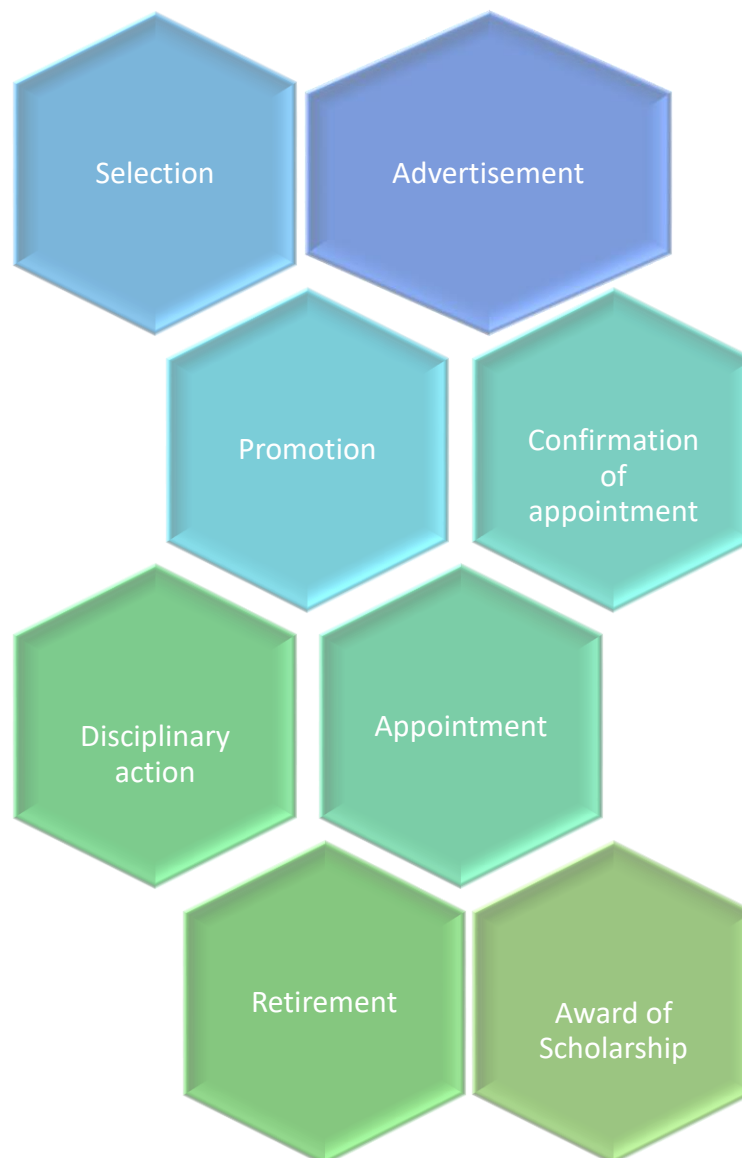 Selection
Advertisement
Promotion
Confirmation
of
appointment
Disciplinary
action
Appointment
Retirement
Award of
Scholarship